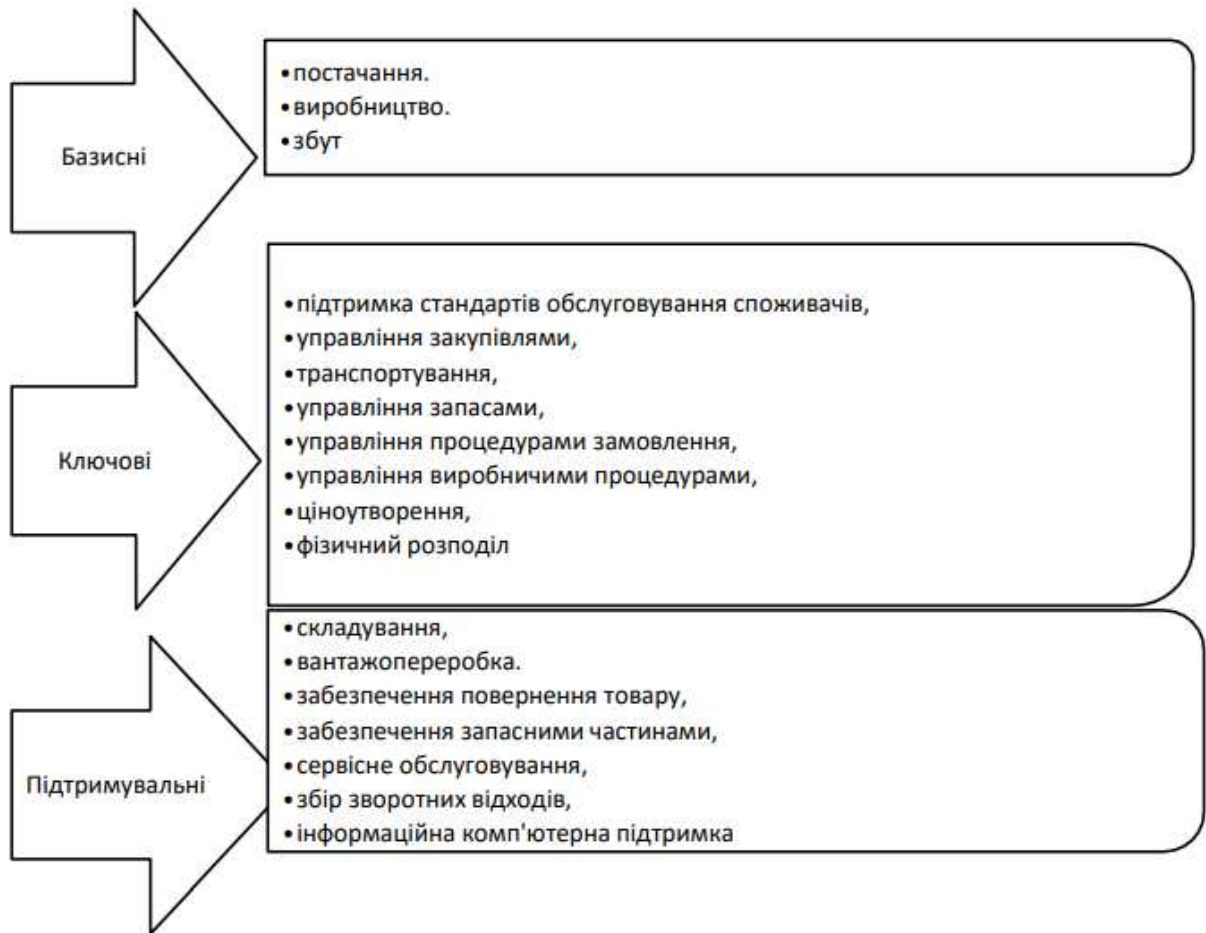 Базисні
•постачання.
•виробництво.
•збут
Ключові
•підтримка стандартів обслуговування споживачів,
•управління закупівлями,
•транспортування,
•управління запасами,
•управління процедурами замовлення,
•управління виробничими процедурами,
•ціноутворення,
•фізичний розподіл
Підтримувальні
•складування,
•вантажопереробка.
•забезпечення повернення товару,
•забезпечення запасними частинами,
•сервісне обслуговування,
•збір зворотних відходів,
•інформаційна комп'ютерна підтримка